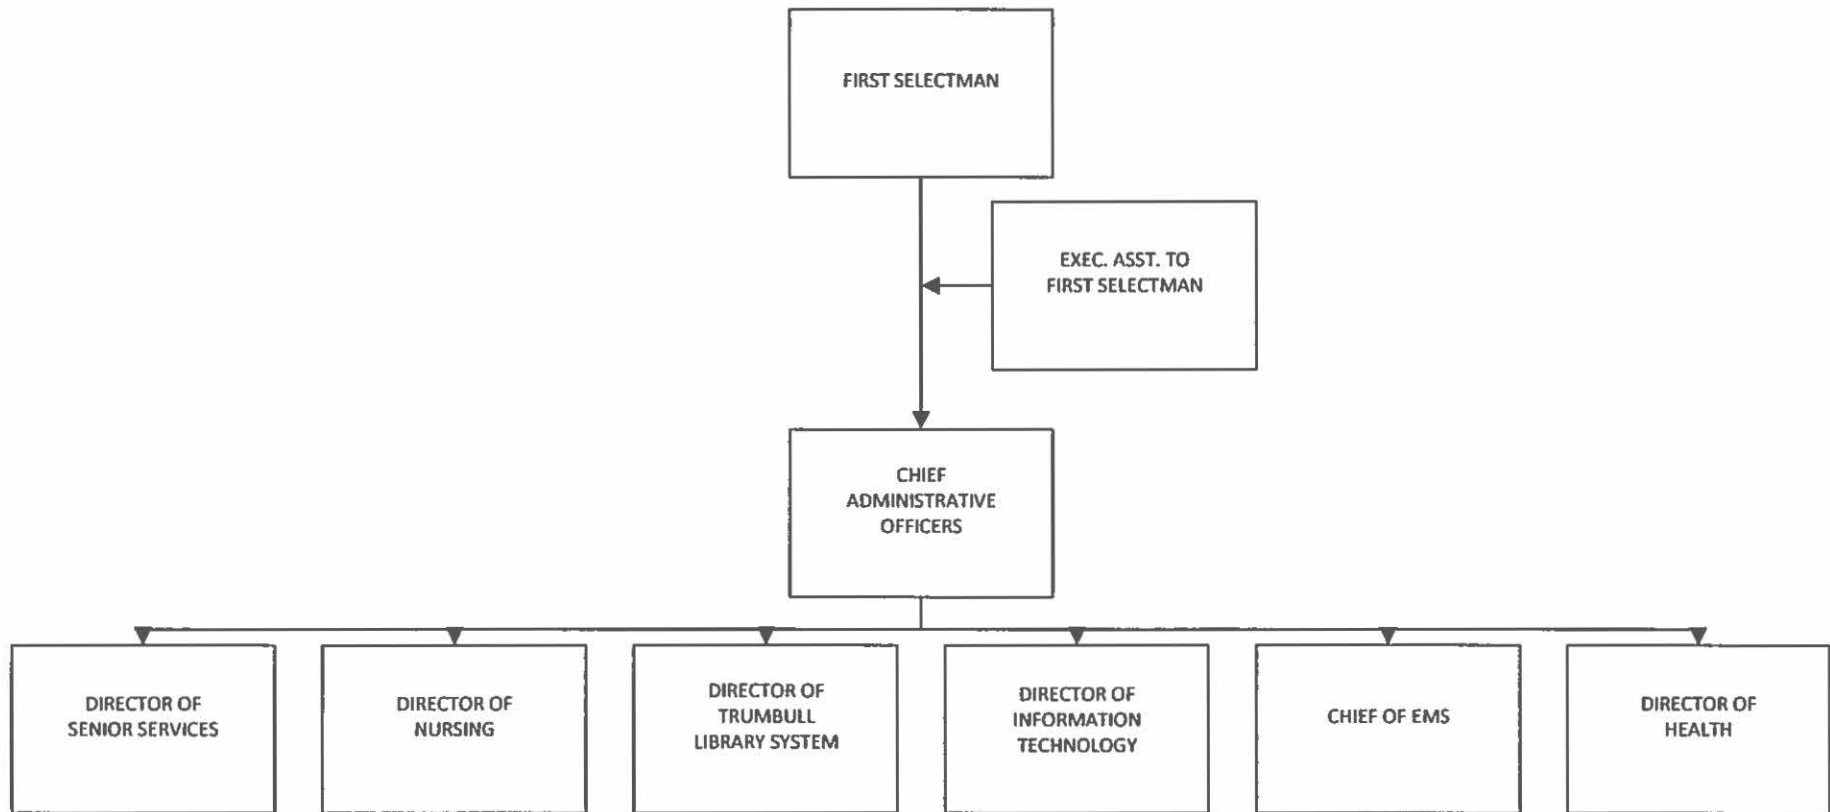 FIRST SELECTMAN
EXEC. ASST. TO
FIRST SELECTMAN
CHIEF
ADMINISTRATIVE
OFFICERS
DIRECTOR OF
SENIOR SERVICES
DIRECTOR OF
NURSING
DIRECTOR OF
TRUMBULL
LIBRARY SYSTEM
DIRECTOR OF
INFORMATION
TECHNOLOGY
CHIEF OF EMS
DIRECTOR OF
HEALTH